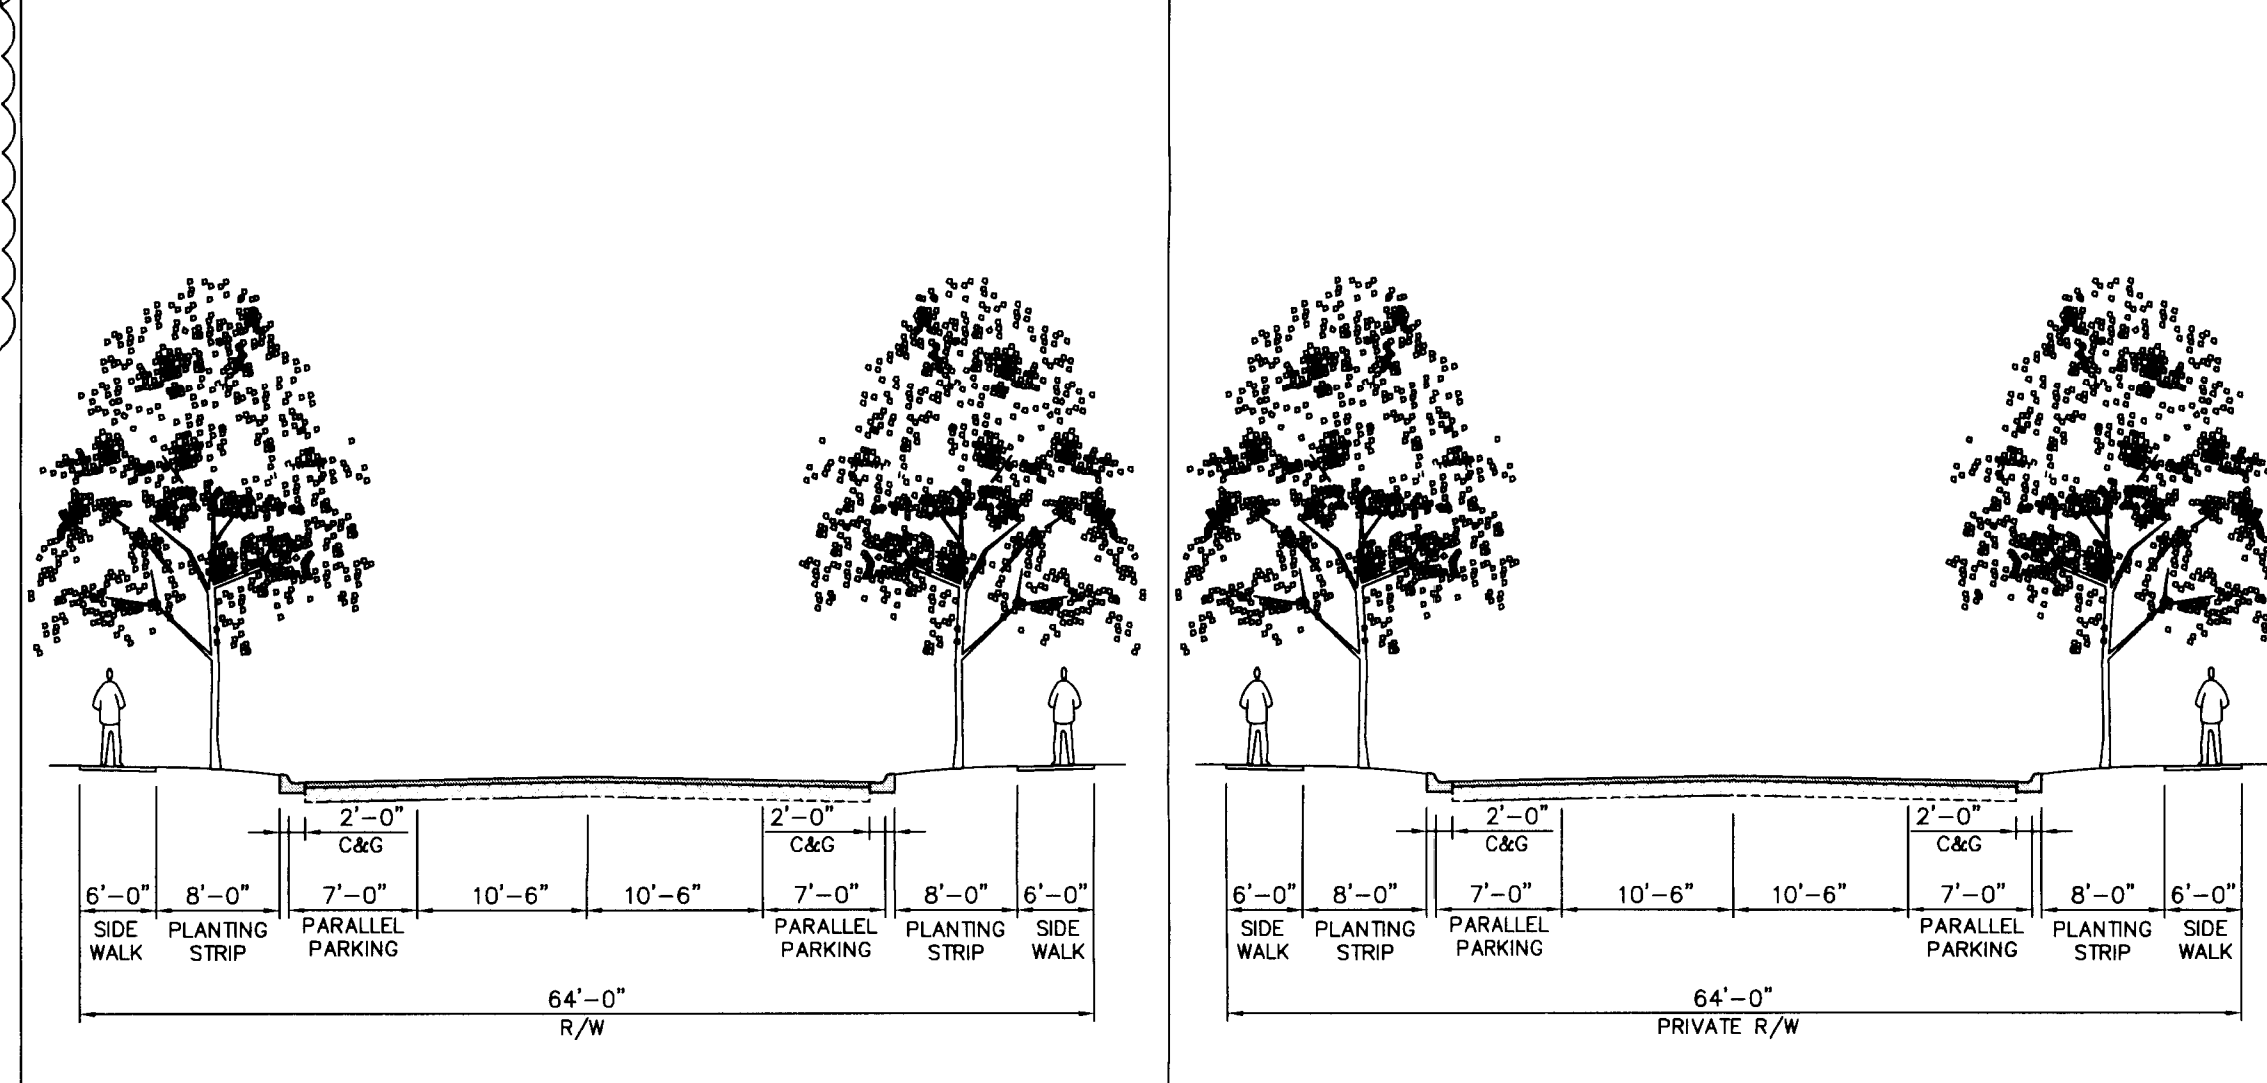 2'-0" 2'-0"
C&G C&G
6'-0" 8'-0" 7'-0" 10'-6" 10'-6" 7'-0" 8'-0" 6'-0"
SIDE PLANTING PARALLEL PARALLEL PLANTING SIDE
WALK STRIP PARKING PARKING STRIP WALK
64'-0"
R/W
2'-0" 2'-0"
C&G C&G
6'-0" 8'-0" 7'-0" 10'-6" 10'-6" 7'-0" 8'-0" 6'-0"
SIDE PLANTING PARALLEL PARALLEL PLANTING SIDE
WALK STRIP PARKING PARKING STRIP WALK
64'-0"
PRIVATE R/W